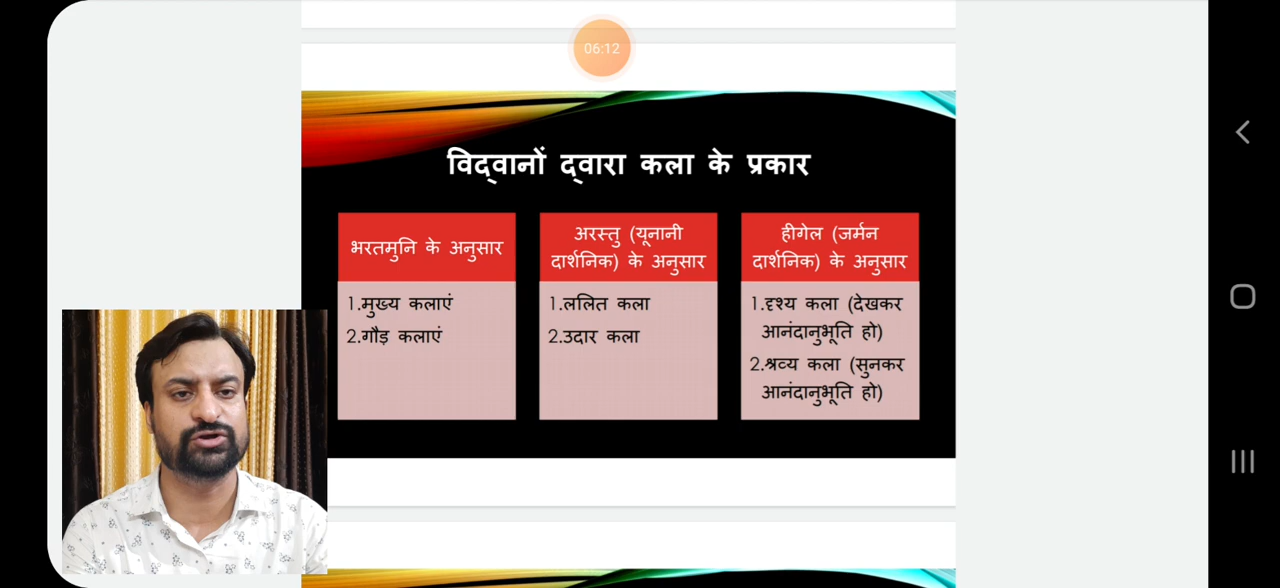 06:12
विद्वानों द्वारा कला के प्रकार
भरतमुनि के अनुसार
1.मुख्य कलाएं
2.गौड़ कलाएं
अरस्तु (यूनानी
दार्शनिक) के अनुसार
1.ललित कला
2.उदार कला
हीगेल (जर्मन
दार्शनिक) के अनुसार
1.दृश्य कला (देखकर
आनंदानुभूति हो)
2.श्रव्य कला (सुनकर
आनंदानुभूति हो)